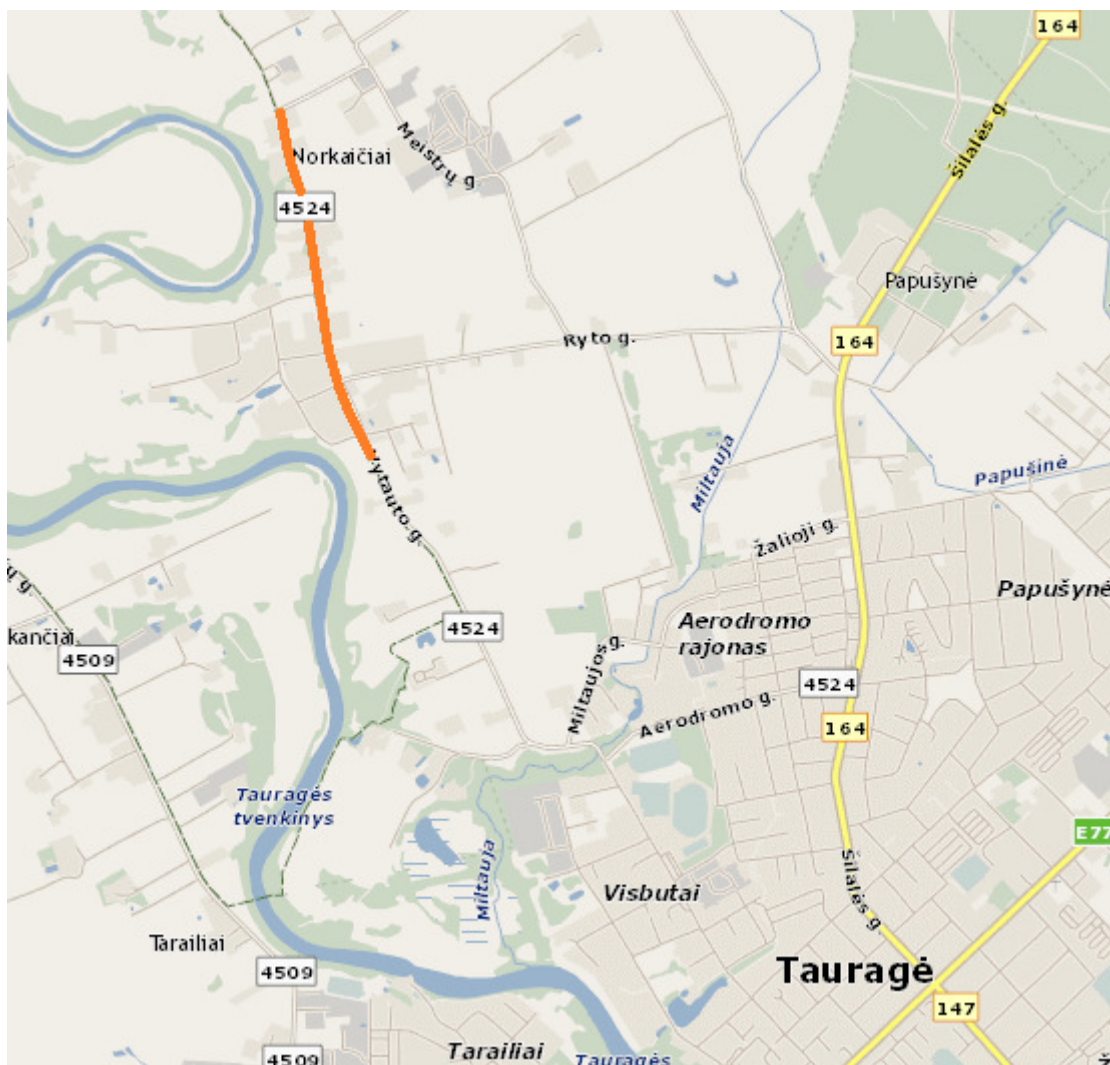 164
Šilalės g.
Meistrų g.
Norkaičiai
4524
Papušynė
Ryto g.
164
Miltauja
Papušinė
Vytauto g.
Žalioji g.
ų g.
Papušynė
kančiai
4509
4524
Aerodromo
rajonas
Miltaujos g.
4524
Aerodromo g.
164
Tauragės
tvenkinys
E77
Miltauja
Visbutai
Šilalės g.
Tarailiai
4509
Tauragė
147
4509
Tarailiai
Tauragės